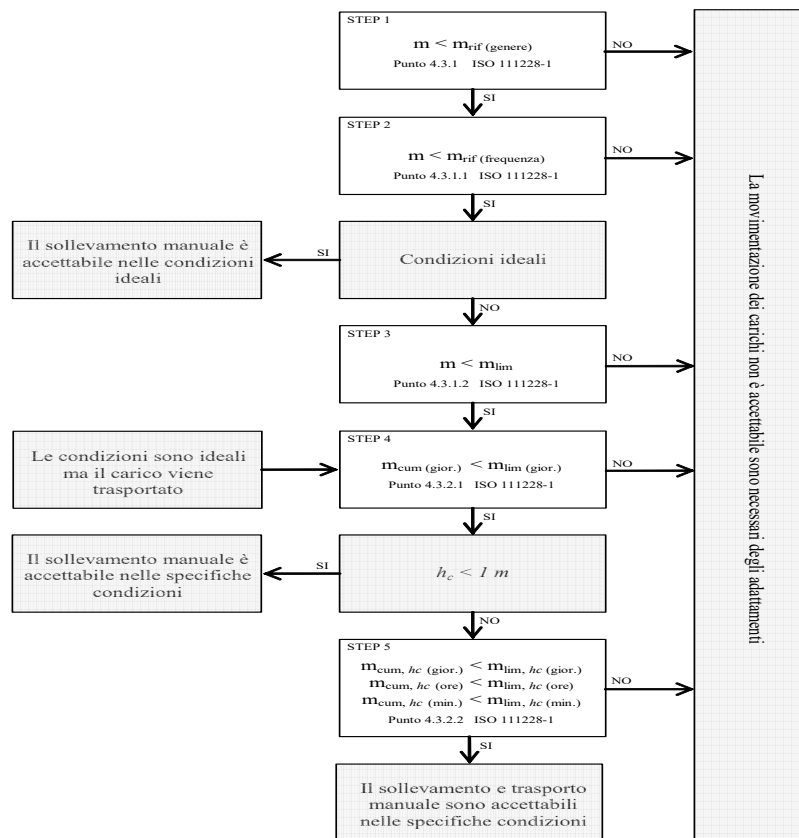 STEP 1
m < mrif (genere)
Punto 4.3.1 ISO 111228-1
NO
SI
STEP 2
m < mrif (frequenza)
Punto 4.3.1.1 ISO 111228-1
NO
SI
Il sollevamento manuale è
accettabile nelle condizioni
ideali
SI
Condizioni ideali
NO
STEP 3
m < mlim
Punto 4.3.1.2 ISO 111228-1
NO
SI
Le condizioni sono ideali
ma il carico viene
trasportato
STEP 4
mcum (gior.) < mlim (gior.)
Punto 4.3.2.1 ISO 111228-1
NO
SI
Il sollevamento manuale è
accettabile nelle specifiche
condizioni
SI
hc < 1 m
NO
STEP 5
mcum, hc (gior.) < mlim, hc (gior.)
mcum, hc (ore) < mlim, hc (ore)
mcum, hc (min.) < mlim, hc (min.)
Punto 4.3.2.2 ISO 111228-1
NO
SI
Il sollevamento e trasporto
manuale sono accettabili
nelle specifiche condizioni
La movimentazione dei carichi non è accettabile sono necessari degli adattamenti